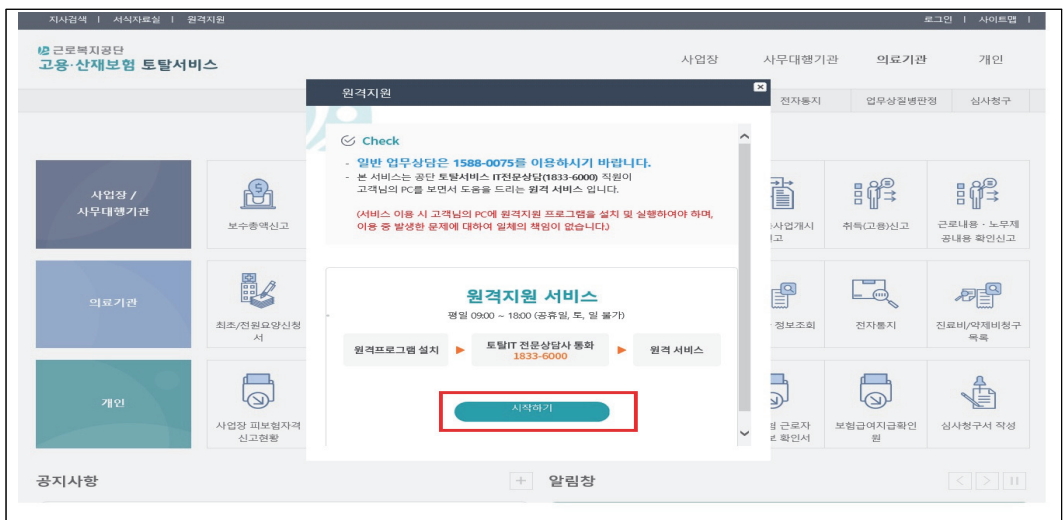 지사검색 | 서식자료실 | 원격지원
로그인 | 사이트맵 |
근로복지공단
고용·산재보험 토탈서비스
사업장 사무대행기관 의료기관 개인
전자통지 업무상질병판정 심사청구
원격지원
Check
- 일반 업무상담은 1588-0075를 이용하시기 바랍니다.
- 본 서비스는 공단 토탈서비스 IT전문상담(1833-6000) 직원이
고객님의 PC를 보면서 도움을 드리는 원격 서비스 입니다.
(서비스 이용 시 고객님의 PC에 원격지원 프로그램을 설치 및 실행하여야 하며,
이용 중 발생한 문제에 대하여 일체의 책임이 없습니다.)
원격지원 서비스
평일 09:00 ~ 18:00 (공휴일, 토, 일 불가)
원격프로그램 설치
토탈IT 전문상담사 통화
1833-6000
원격 서비스
시작하기
사업장 /
사무대행기관
보수총액신고
사업개시
신고
취득(고용)신고
근로내용·노무제
공내용 확인신고
의료기관
최초/전원요양신청
서
정보조회
전자통지
진료비/약제비청구
목록
개인
사업장 피보험자격
신고현황
근로자
확인서
보험급여지급확인
원
심사청구서 작성
공지사항
알림창